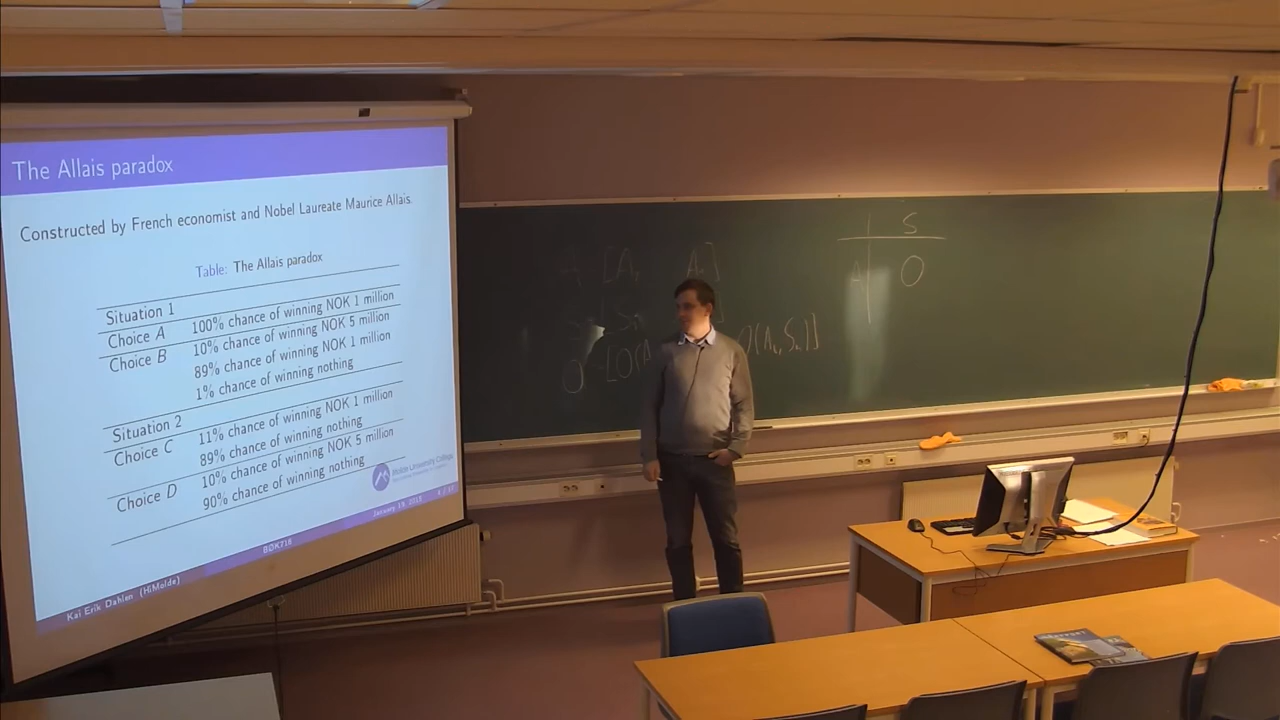 The Allais paradox
Constructed by French economist and Nobel Laureate Maurice Allais.
Table: The Allais paradox
Situation 1
Choice A 100% chance of winning NOK 1 million
Choice B 10% chance of winning NOK 5 million
89% chance of winning NOK 1 million
1% chance of winning nothing
Situation 2
Choice C 11% chance of winning NOK 1 million
89% chance of winning nothing
Choice D 10% chance of winning NOK 5 million
90% chance of winning nothing
Molde University College
Kai Erik Dahlen (HiMolde)
BØK718
S
A O